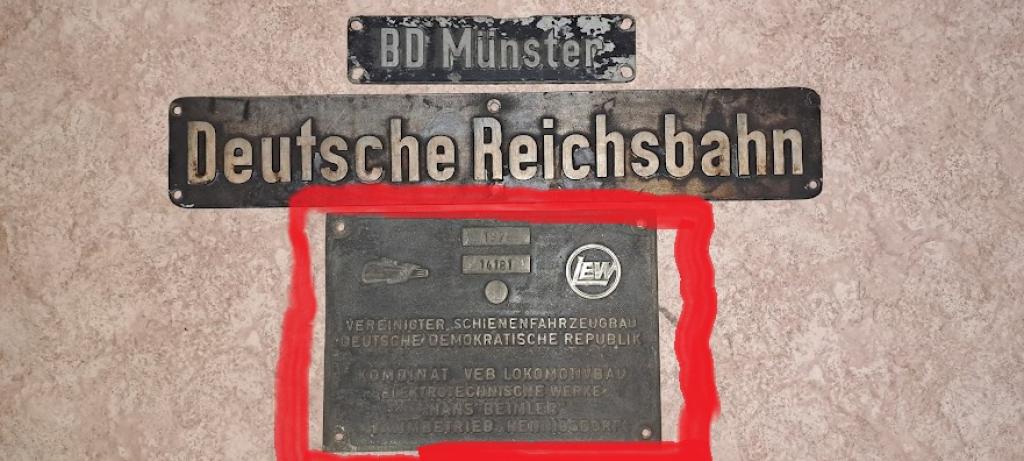 BD Münster
Deutsche Reichsbahn
16181
LEW
VEREINIGTER SCHIENENFAHRZEUGBAU
DEUTSCHE DEMOKRATISCHE REPUBLIK
KOMBINAT VEB LOKOMOTIVBAU
ELEKTROTECHNISCHE WERKE
HANS BEIMLER
STAMMBETRIEB HENNIGSDORF